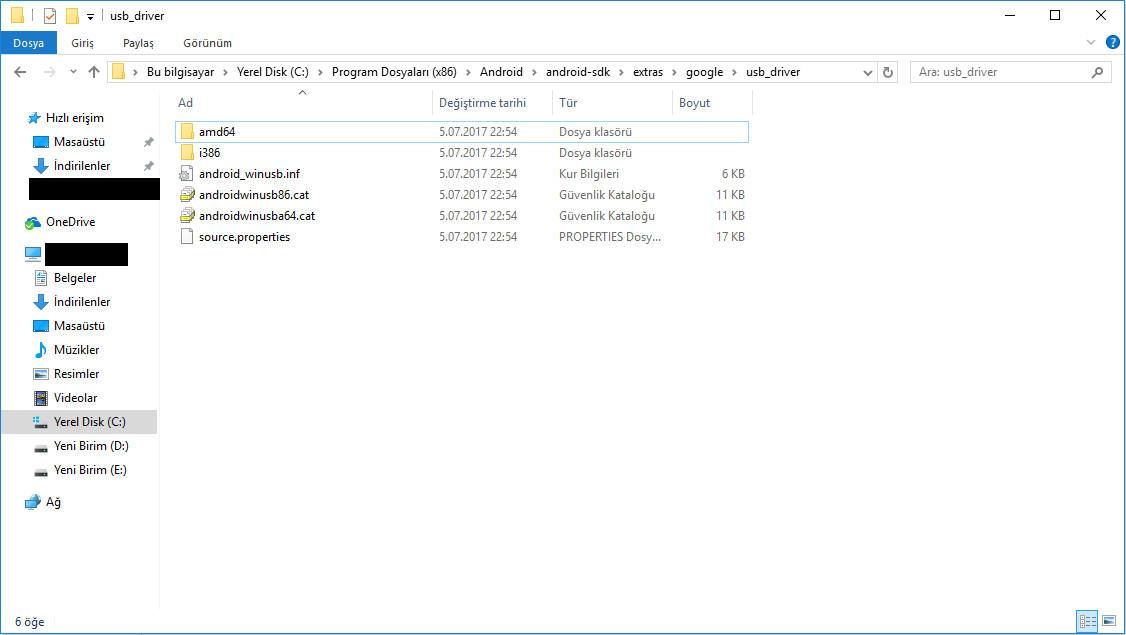 usb_driver
Dosya Giriş Paylaş Görünüm
Bu bilgisayar Yerel Disk (C:) Program Dosyaları (x86) Android android-sdk extras google usb_driver Ara: usb_driver
Ad Değiştirme tarihi Tür Boyut
amd64 5.07.2017 22:54 Dosya klasörü
i386 5.07.2017 22:54 Dosya klasörü
android_winusb.inf 5.07.2017 22:54 Kur Bilgileri 6 KB
androidwinusb86.cat 5.07.2017 22:54 Güvenlik Kataloğu 11 KB
androidwinusba64.cat 5.07.2017 22:54 Güvenlik Kataloğu 11 KB
source.properties 5.07.2017 22:54 PROPERTIES Dosy... 17 KB
Hızlı erişim
Masaüstü
İndirilenler
OneDrive
Belgeler
İndirilenler
Masaüstü
Müzikler
Resimler
Videolar
Yerel Disk (C:)
Yeni Birim (D:)
Yeni Birim (E:)
Ağ
6 öğe